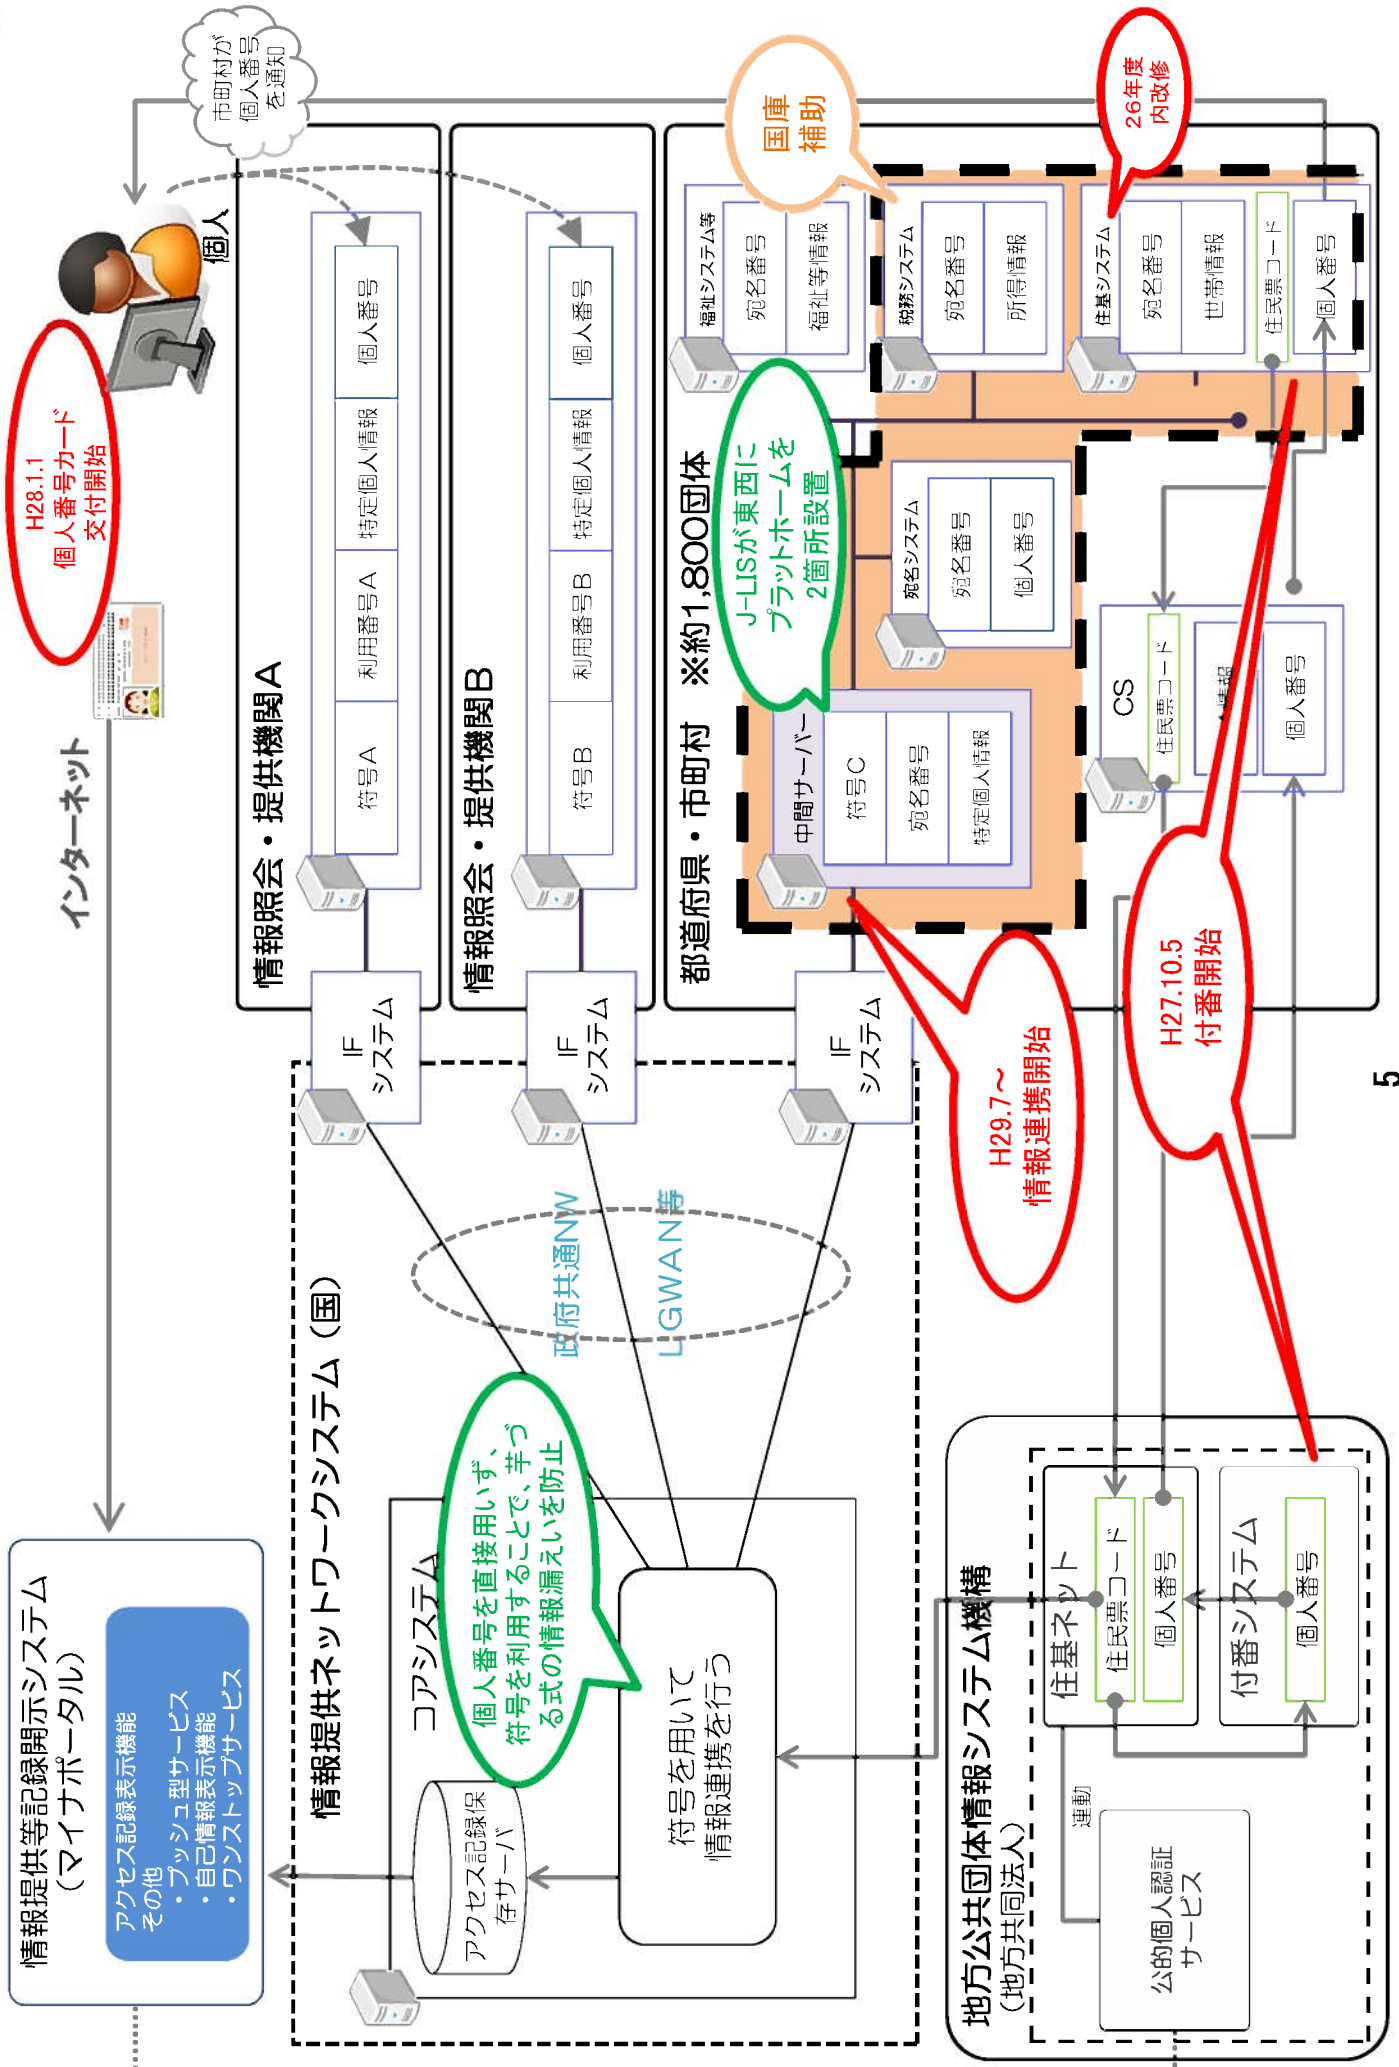 情報提供等記録開示システム
（マイナポータル）
アクセス記録表示機能
その他
・プッシュ型サービス
・自己情報表示機能
・ワンストップサービス
インターネット
H28.1.1
個人番号カード
交付開始
個人
市町村が
個人番号
を通知
情報提供ネットワークシステム（国）
コアシステム
アクセス記録保
存サーバ
個人番号を直接用いず、
符号を利用することで、芋づ
る式の情報漏えいを防止
符号を用いて
情報連携を行う
政府共通NW
LGWAN等
IF
システム
IF
システム
IF
システム
情報照会・提供機関A
符号A
利用番号A
特定個人情報
個人番号
情報照会・提供機関B
符号B
利用番号B
特定個人情報
個人番号
都道府県・市町村　※約1,800団体
J-LISが東西に
プラットホームを
2箇所設置
国庫
補助
26年度
内改修
中間サーバー
符号C
宛名番号
特定個人情報
宛名システム
宛名番号
個人番号
福祉システム等
宛名番号
福祉等情報
税務システム
宛名番号
所得情報
住基システム
宛名番号
世帯情報
住民票コード
個人番号
CS
住民票コード
情報
個人番号
H29.7～
情報連携開始
H27.10.5
付番開始
地方公共団体情報システム機構
（地方共同法人）
公的個人認証
サービス
連動
住基ネット
住民票コード
個人番号
付番システム
個人番号
5